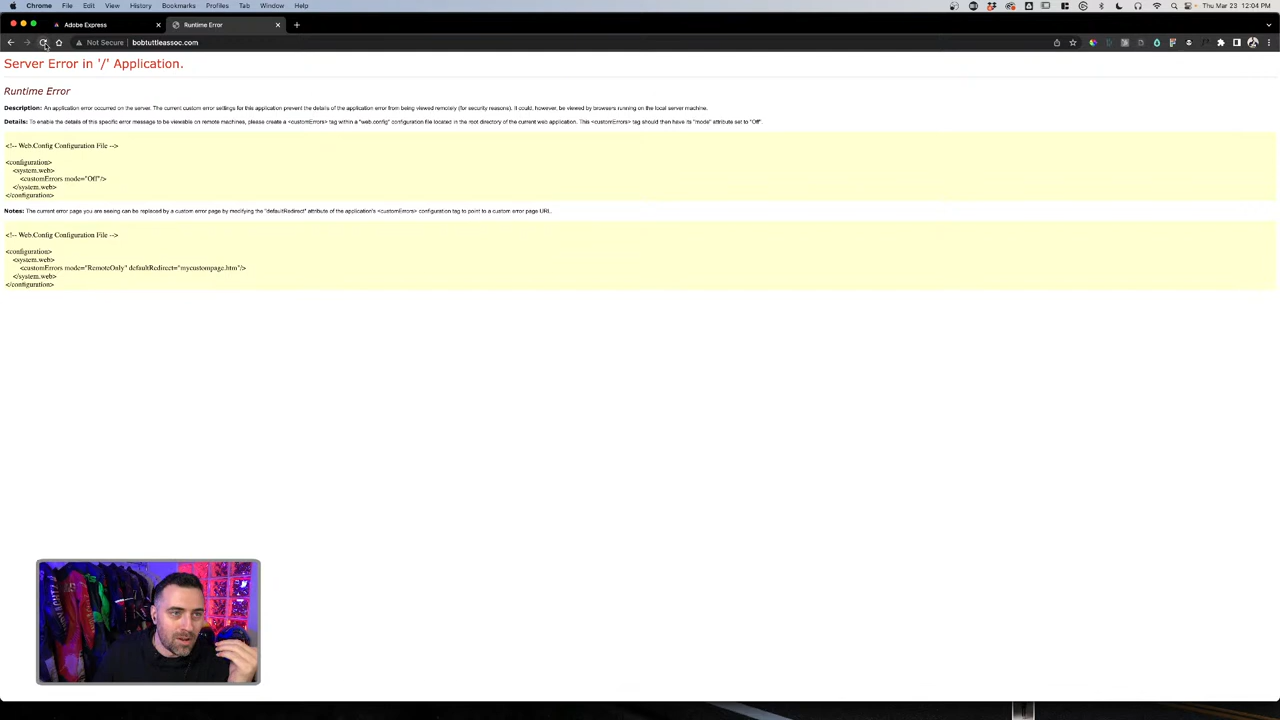 Chrome File Edit View History Bookmarks Profiles Tab Window Help Thu Mar 23 12:04 PM
Adobe Express Runtime Error
Not Secure bobtuttleassoc.com
Server Error in '/' Application.
Runtime Error
Description: An application error occurred on the server. The current custom error settings for this application prevent the details of the application error from being viewed remotely (for security reasons). It could, however, be viewed by browsers running on the local server machine.
Details: To enable the details of this specific error message to be viewable on remote machines, please create a <customErrors> tag within a "web.config" configuration file located in the root directory of the current web application. This <customErrors> tag should then have its "mode" attribute set to "Off".
<!-- Web.Config Configuration File -->
<configuration>
<system.web>
<customErrors mode="Off"/>
</system.web>
</configuration>
Notes: The current error page you are seeing can be replaced by a custom error page by modifying the "defaultRedirect" attribute of the application's <customErrors> configuration tag to point to a custom error page URL.
<!-- Web.Config Configuration File -->
<configuration>
<system.web>
<customErrors mode="RemoteOnly" defaultRedirect="mycustompage.htm"/>
</system.web>
</configuration>